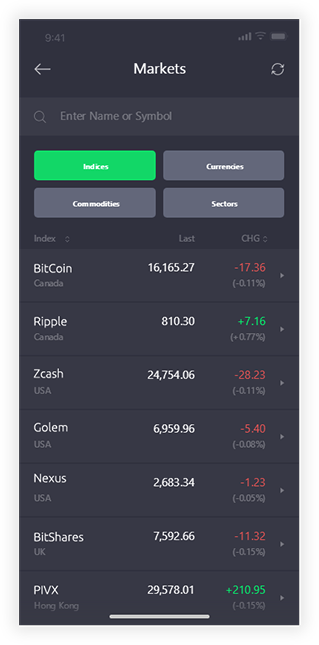 9:41
Markets
Enter Name or Symbol
Indices Currencies
Commodities Sectors
Index Last CHG
BitCoin 16,165.27 -17.36
Canada (-0.11%)
Ripple 810.30 +7.16
Canada (+0.77%)
Zcash 24,754.06 -28.23
USA (-0.11%)
Golem 6,959.96 -5.40
USA (-0.08%)
Nexus 2,683.34 -1.23
USA (-0.05%)
BitShares 7,592.66 -11.32
UK (-0.15%)
PIVX 29,578.01 +210.95
Hong Kong (-0.15%)